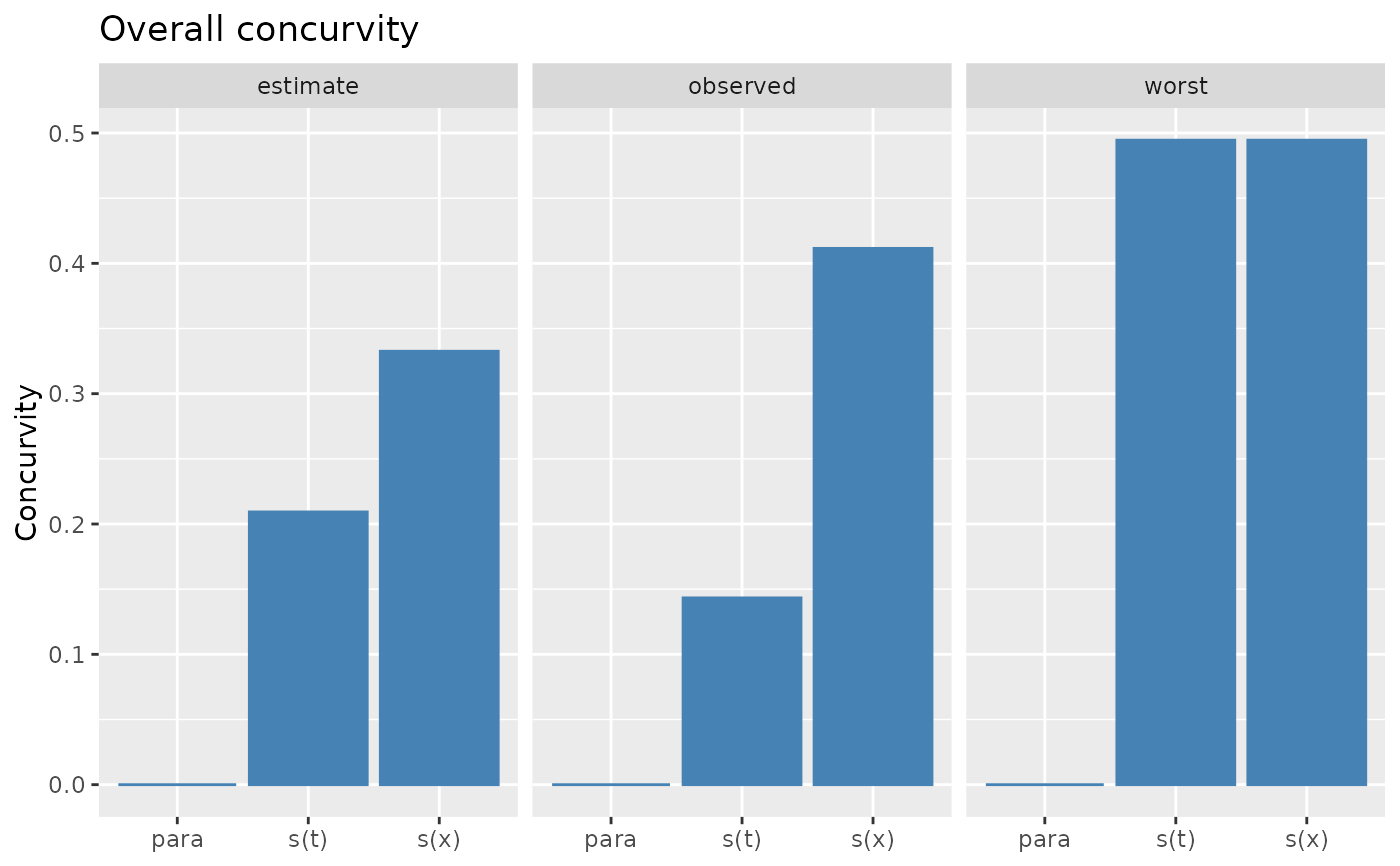 Overall concurvity
estimate observed worst
Concurvity
0.5
0.4
0.3
0.2
0.1
0.0
para s(t) s(x) para s(t) s(x) para s(t) s(x)